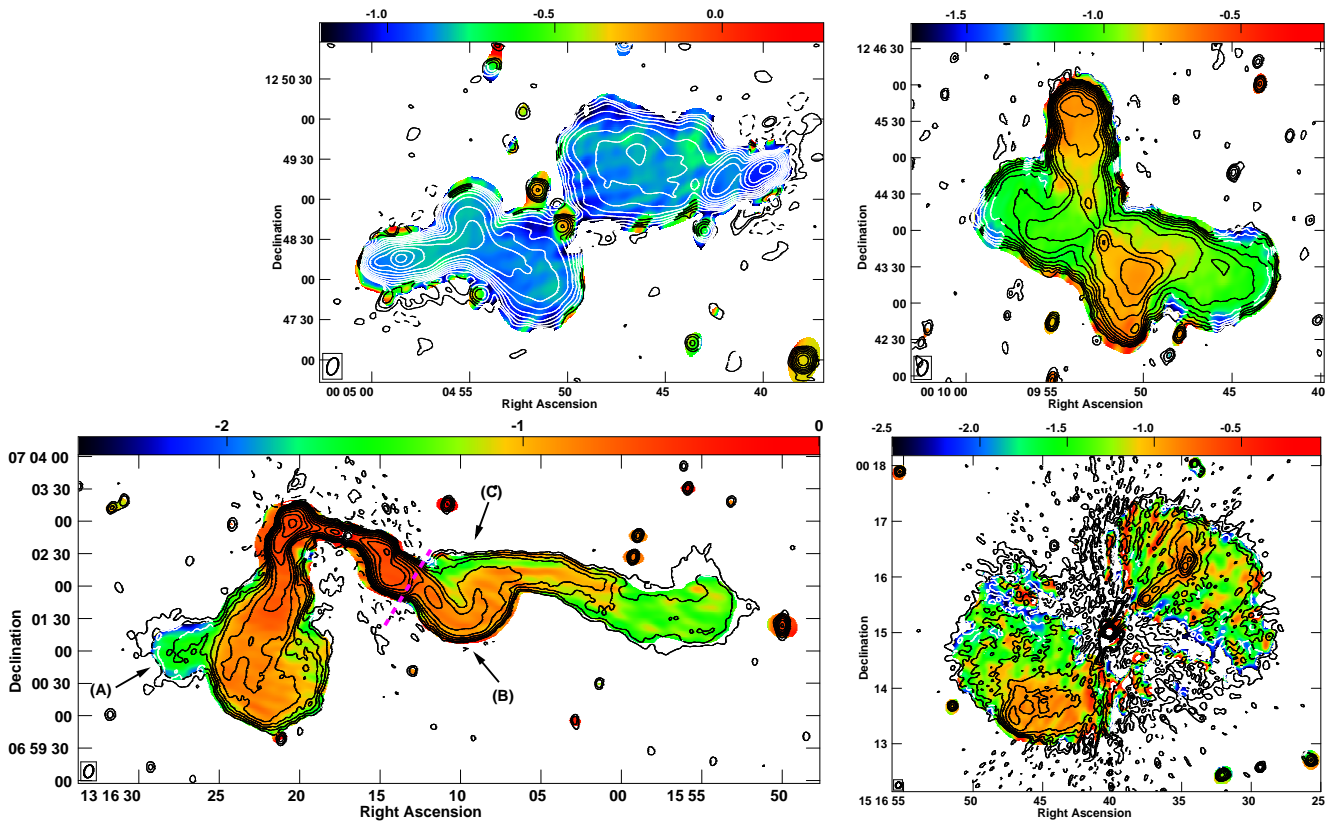 -1.0 -0.5 0.0
12 50 30
00
49 30
00
48 30
00
47 30
00
Declination
00 05 00 04 55 50 45 40
Right Ascension
-1.5 -1.0 -0.5
12 46 30
00
45 30
00
44 30
00
43 30
00
42 30
00
Declination
00 10 00 09 55 50 45 40
Right Ascension
-2 -1 0
07 04 00
03 30
00
02 30
00
01 30
00
00 30
00
06 59 30
00
Declination
(A)
(B)
(C)
13 16 30 25 20 15 10 05 00 15 55 50
Right Ascension
-2.5 -2.0 -1.5 -1.0 -0.5
00 18
17
16
15
14
13
Declination
15 16 55 50 45 40 35 30 25
Right Ascension